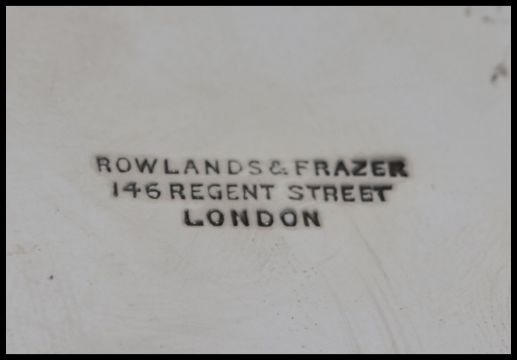 ROWLANDS & FRAZER
146 REGENT STREET
LONDON